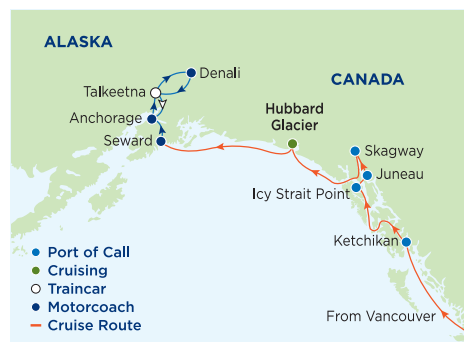 ALASKA
Denali
Talkeetna
CANADA
Anchorage
Hubbard
Glacier
Seward
Skagway
Juneau
Icy Strait Point
Ketchikan
Port of Call
Cruising
Traincar
Motorcoach
Cruise Route
From Vancouver